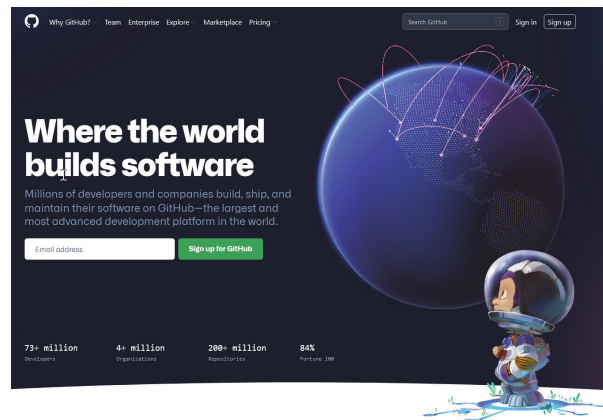 Why GitHub? Team Enterprise Explore Marketplace Pricing Search GitHub / Sign in Sign up
Where the world
builds software
Millions of developers and companies build, ship, and
maintain their software on GitHub—the largest and
most advanced development platform in the world.
Email address Sign up for GitHub
73+ million 4+ million 200+ million 84%
Developers Organizations Repositories Fortune 100